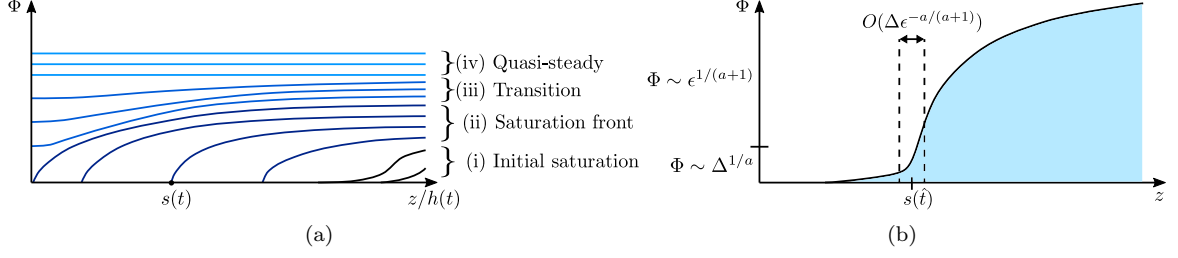 Φ
(iv) Quasi-steady
(iii) Transition
(ii) Saturation front
(i) Initial saturation
s(t)
z/h(t)
(a)
Φ
O(Δϵ^{-a/(a+1)})
Φ ∼ ϵ^{1/(a+1)}
Φ ∼ Δ^{1/a}
s(t̂)
z
(b)